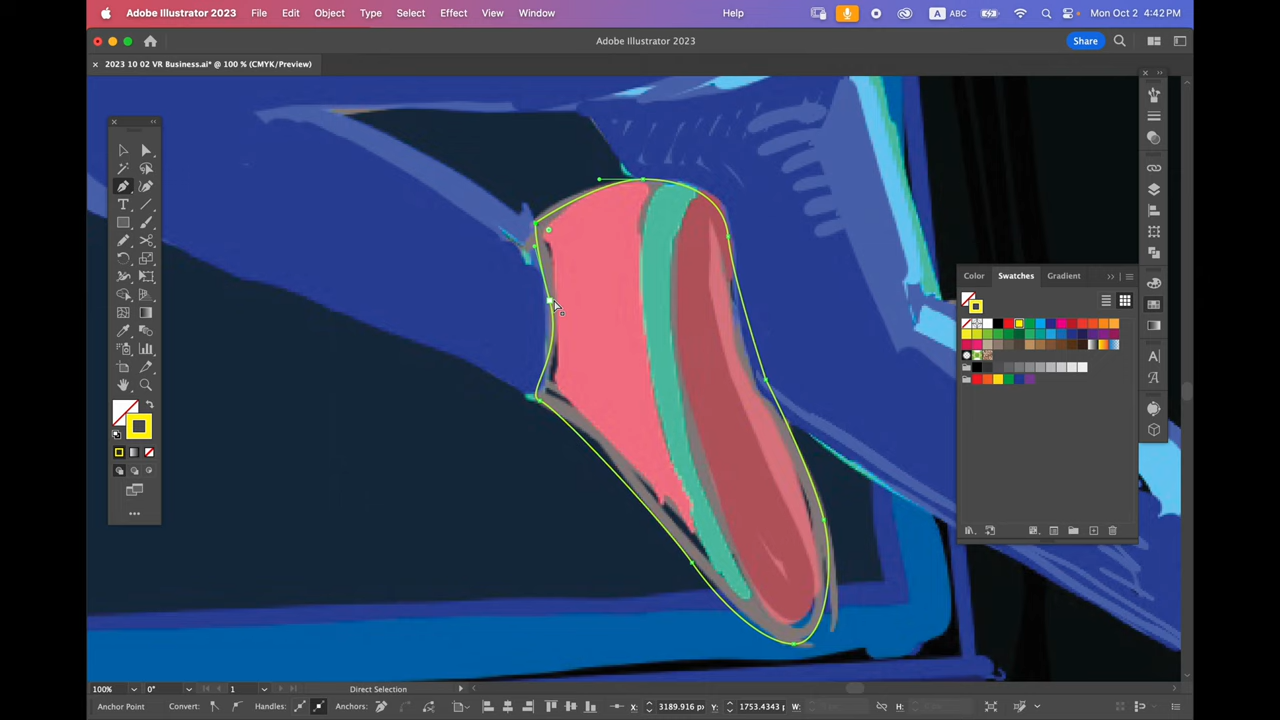 Adobe Illustrator 2023 File Edit Object Type Select Effect View Window Help A ABC Mon Oct 2 4:42 PM
Adobe Illustrator 2023 Share
× 2023 10 02 VR Business.ai* @ 100 % (CMYK/Preview)
Color Swatches Gradient
100% 0° 1 Direct Selection
Anchor Point Convert: Handles: Anchors: X: 3189.916 px Y: 1753.4343 px W: H: